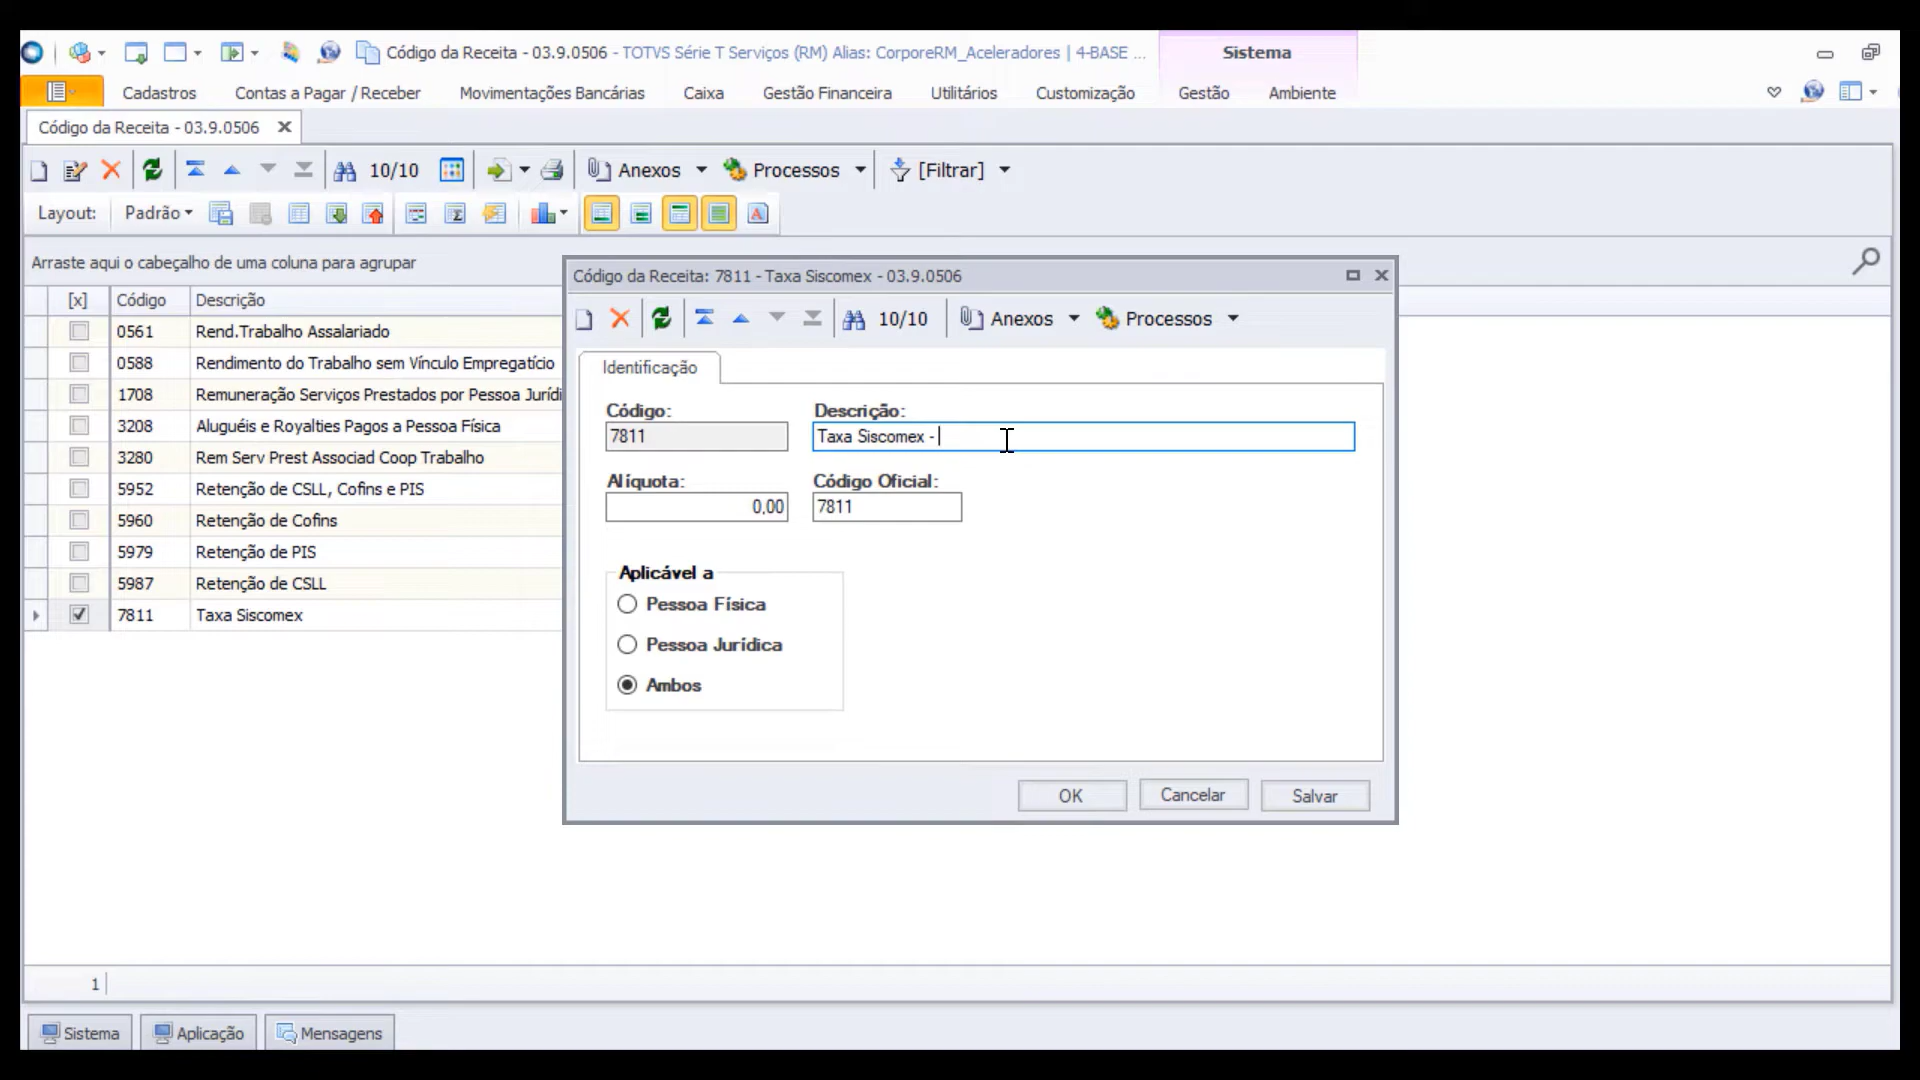 Código da Receita - 03.9.0506 - TOTVS Série T Serviços (RM) Alias: CorporeRM_Aceleradores | 4-BASE ...
Sistema
Cadastros
Contas a Pagar / Receber
Movimentações Bancárias
Caixa
Gestão Financeira
Utilitários
Customização
Gestão
Ambiente
Código da Receita - 03.9.0506
10/10
Anexos
Processos
[Filtrar]
Layout:
Padrão
Arraste aqui o cabeçalho de uma coluna para agrupar
[x] Código Descrição
0561 Rend.Trabalho Assalariado
0588 Rendimento do Trabalho sem Vínculo Empregatício
1708 Remuneração Serviços Prestados por Pessoa Jurídi
3208 Aluguéis e Royalties Pagos a Pessoa Física
3280 Rem Serv Prest Associad Coop Trabalho
5952 Retenção de CSLL, Cofins e PIS
5960 Retenção de Cofins
5979 Retenção de PIS
5987 Retenção de CSLL
7811 Taxa Siscomex
Código da Receita: 7811 - Taxa Siscomex - 03.9.0506
10/10
Anexos
Processos
Identificação
Código:
Descrição:
7811
Taxa Siscomex -
Alíquota:
Código Oficial:
0,00
7811
Aplicável a
Pessoa Física
Pessoa Jurídica
Ambos
OK
Cancelar
Salvar
1
Sistema
Aplicação
Mensagens